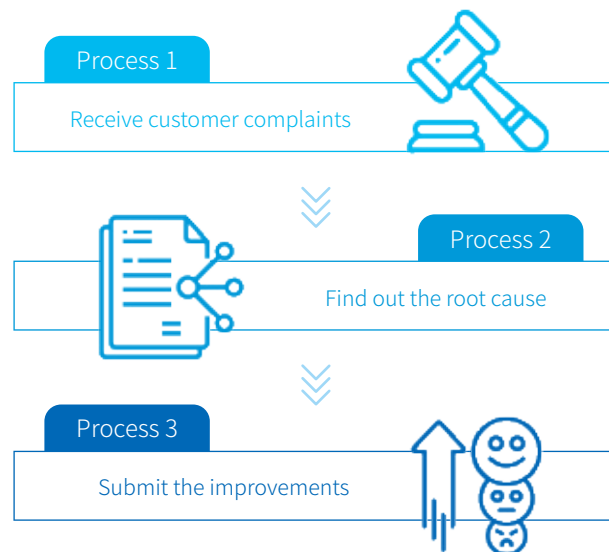 Process 1
Receive customer complaints
Process 2
Find out the root cause
Process 3
Submit the improvements